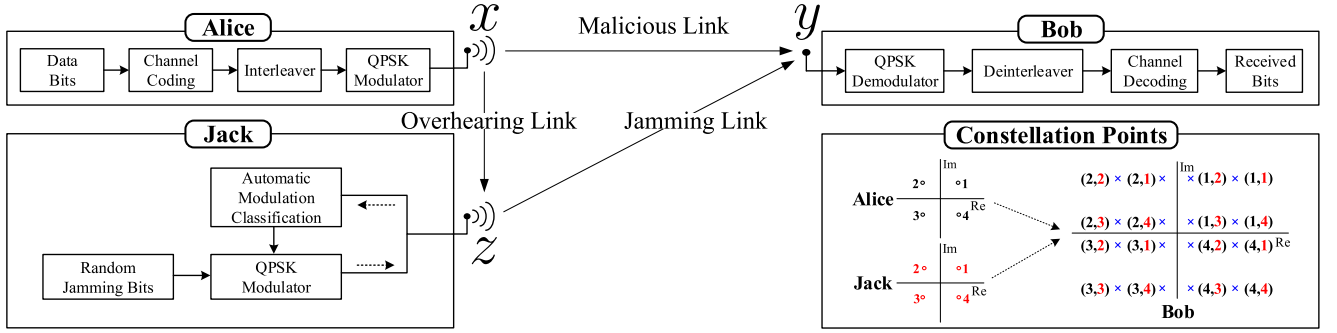 Alice
Data
Bits
Channel
Coding
Interleaver
QPSK
Modulator
x
Malicious Link
y
Bob
QPSK
Demodulator
Deinterleaver
Channel
Decoding
Received
Bits
Overhearing Link
Jamming Link
Jack
Automatic
Modulation
Classification
Random
Jamming Bits
QPSK
Modulator
z
Constellation Points
Alice
Im
2 1
Re
3 4
Jack
Im
2 1
Re
3 4
Im
(2,2) × (2,1) × × (1,2) × (1,1)
(2,3) × (2,4) × × (1,3) × (1,4)
(3,2) × (3,1) × × (4,2) × (4,1) Re
(3,3) × (3,4) × × (4,3) × (4,4)
Bob